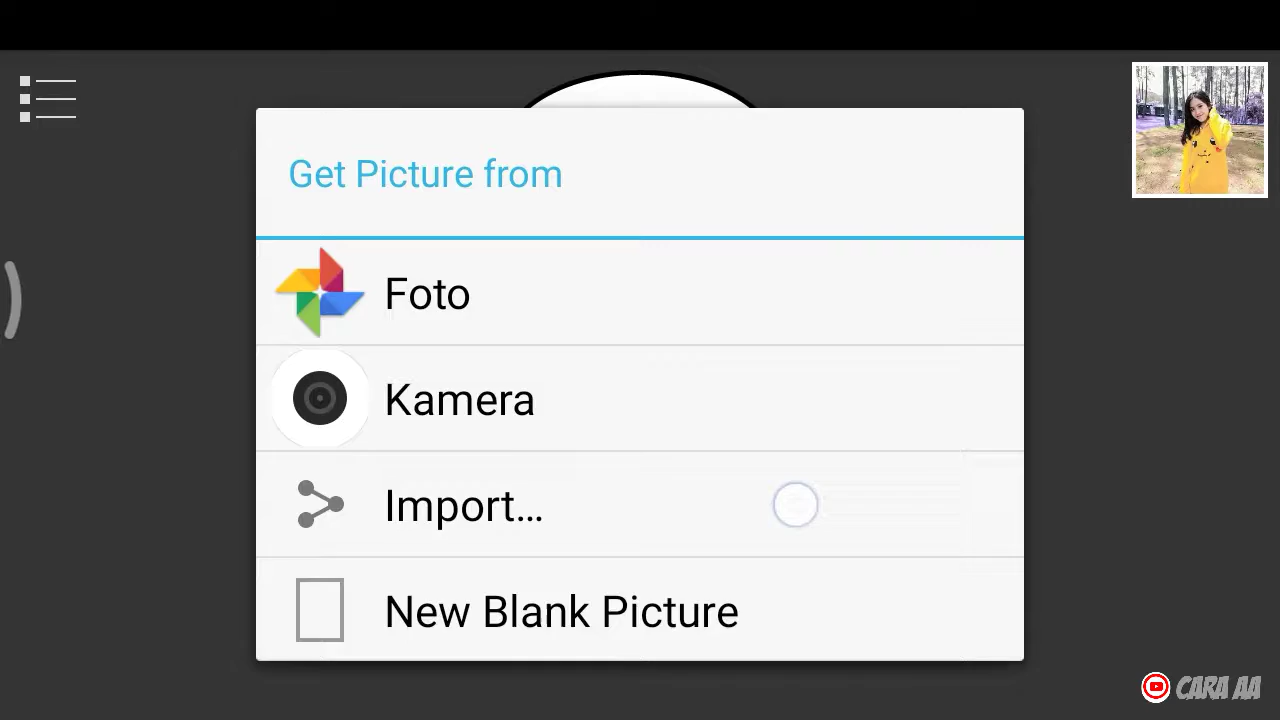 Get Picture from
Foto
Kamera
Import...
New Blank Picture
CARA AA